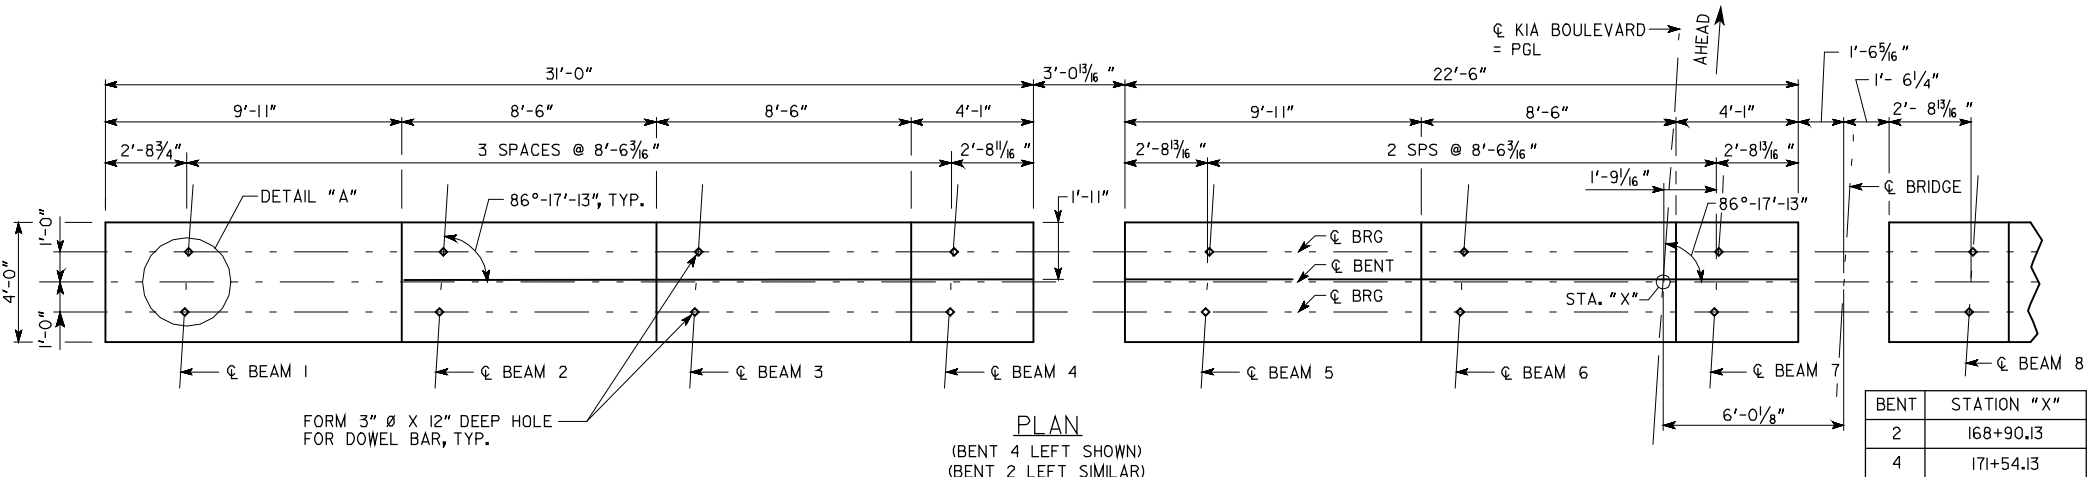 ℄ KIA BOULEVARD
= PGL
AHEAD
1'-6 5/16 "
31'-0"
3'-0 13/16 "
22'-6"
1'- 6 1/4"
9'-11"
8'-6"
8'-6"
4'-1"
9'-11"
8'-6"
4'-1"
2'- 8 13/16 "
2'-8 3/4"
3 SPACES @ 8'-6 3/16 "
2'-8 11/16 "
2'-8 13/16 "
2 SPS @ 8'-6 3/16 "
2'-8 13/16 "
1'-9 1/16 "
℄ BRIDGE
DETAIL "A"
86°-17'-13", TYP.
1'-11"
86°-17'-13"
1'-0"
4'-0"
1'-0"
℄ BRG
℄ BENT
℄ BRG
STA. "X"
℄ BEAM 1
℄ BEAM 2
℄ BEAM 3
℄ BEAM 4
℄ BEAM 5
℄ BEAM 6
℄ BEAM 7
℄ BEAM 8
FORM 3" Ø X 12" DEEP HOLE
FOR DOWEL BAR, TYP.
6'-0 1/8"
PLAN
(BENT 4 LEFT SHOWN)
(BENT 2 LEFT SIMILAR)
BENT STATION "X"
2 168+90.13
4 171+54.13